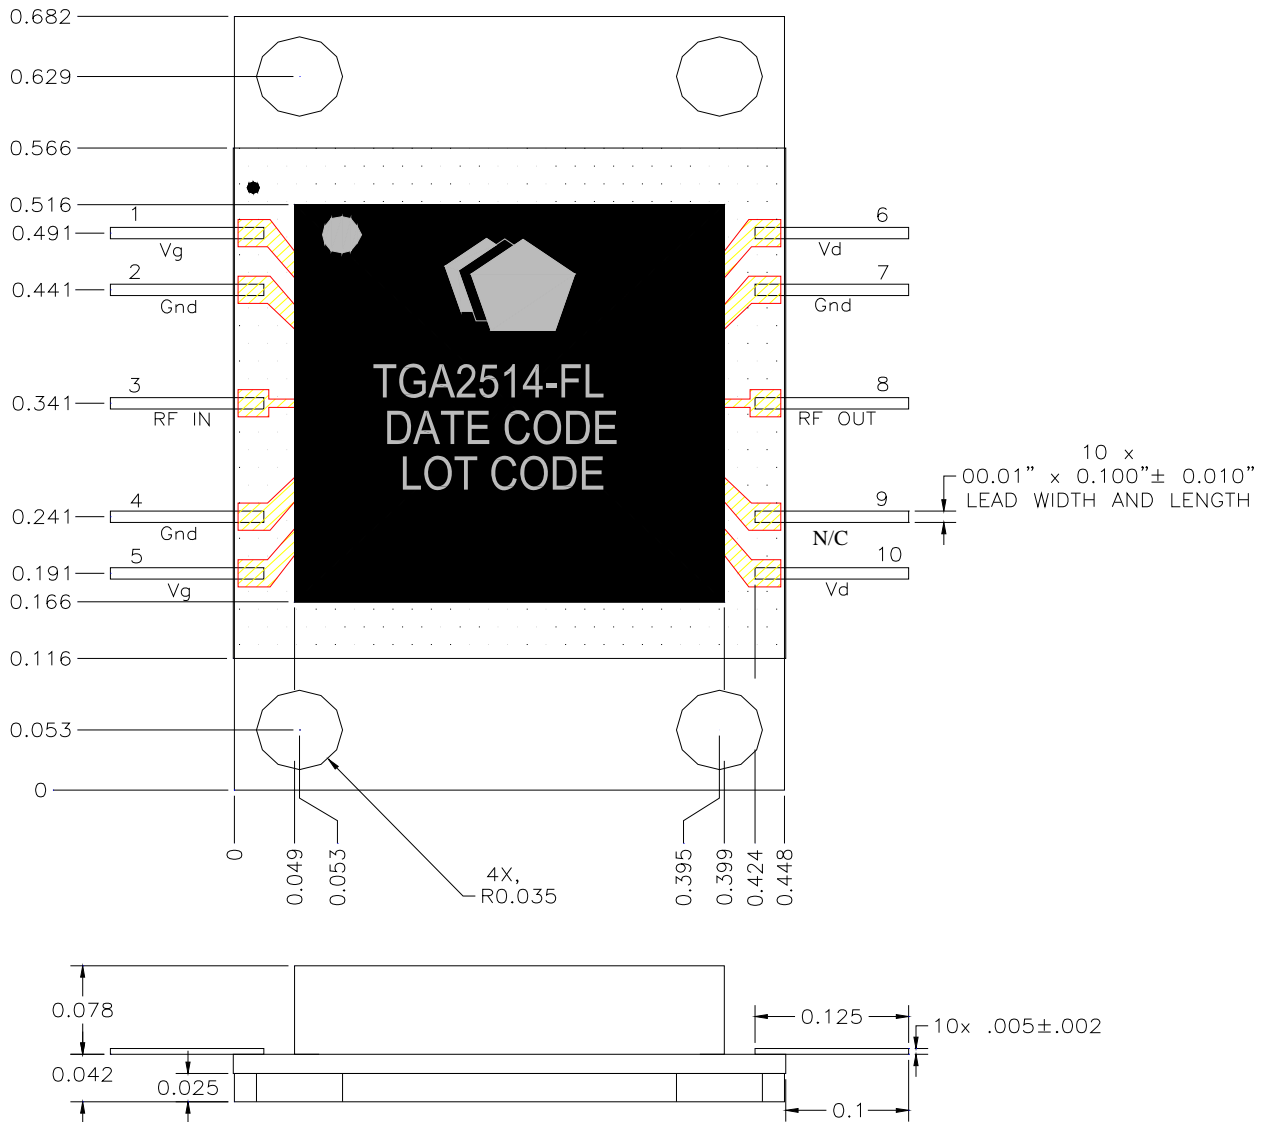 0.682
0.629
0.566
0.516
1
6
0.491
Vg
Vd
2
7
0.441
Gnd
Gnd
TGA2514-FL
3
8
0.341
RF IN
RF OUT
DATE CODE
LOT CODE
10 x
00.01" x 0.100"± 0.010"
LEAD WIDTH AND LENGTH
4
9
0.241
Gnd
N/C
5
10
0.191
Vg
Vd
0.166
0.116
0.053
0
0
0.049
0.053
0.395
0.399
0.424
0.448
4X,
R0.035
0.078
0.125
10x .005±.002
0.042
0.025
0.1